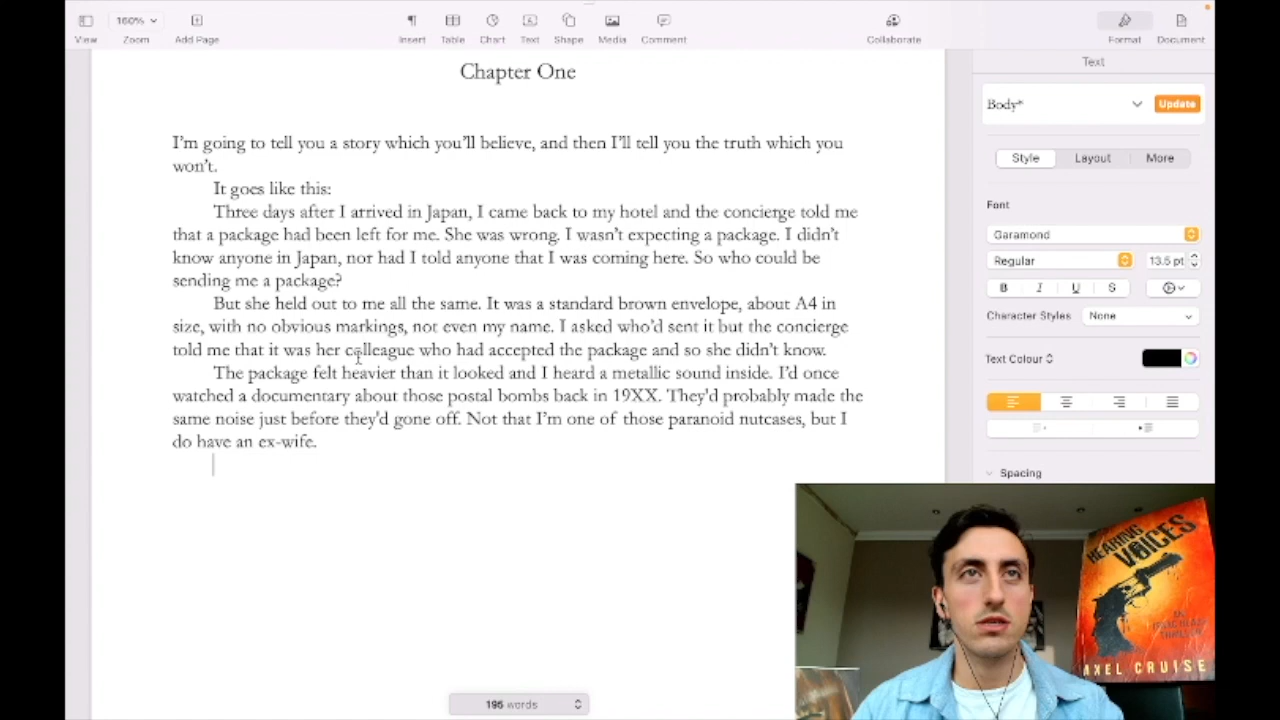 160%
View
Zoom
Add Page
Insert
Table
Chart
Text
Shape
Media
Comment
Collaborate
Format
Document
Chapter One
I'm going to tell you a story which you'll believe, and then I'll tell you the truth which you
won't.
It goes like this:
Three days after I arrived in Japan, I came back to my hotel and the concierge told me
that a package had been left for me. She was wrong. I wasn't expecting a package. I didn't
know anyone in Japan, nor had I told anyone that I was coming here. So who could be
sending me a package?
But she held out to me all the same. It was a standard brown envelope, about A4 in
size, with no obvious markings, not even my name. I asked who'd sent it but the concierge
told me that it was her colleague who had accepted the package and so she didn't know.
The package felt heavier than it looked and I heard a metallic sound inside. I'd once
watched a documentary about those postal bombs back in 19XX. They'd probably made the
same noise just before they'd gone off. Not that I'm one of those paranoid nutcases, but I
do have an ex-wife.
196 words
Text
Body*
Update
Style
Layout
More
Font
Garamond
Regular
13.5 pt
B I U S
Character Styles
None
Text Colour
Spacing
HEARING
VOICES
THRILLER
AXEL CRUISE